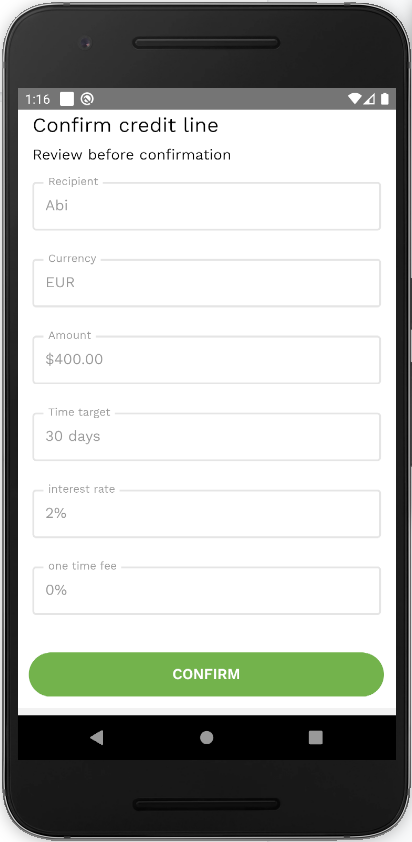 1:16
Confirm credit line
Review before confirmation
Recipient
Abi
Currency
EUR
Amount
$400.00
Time target
30 days
interest rate
2%
one time fee
0%
CONFIRM